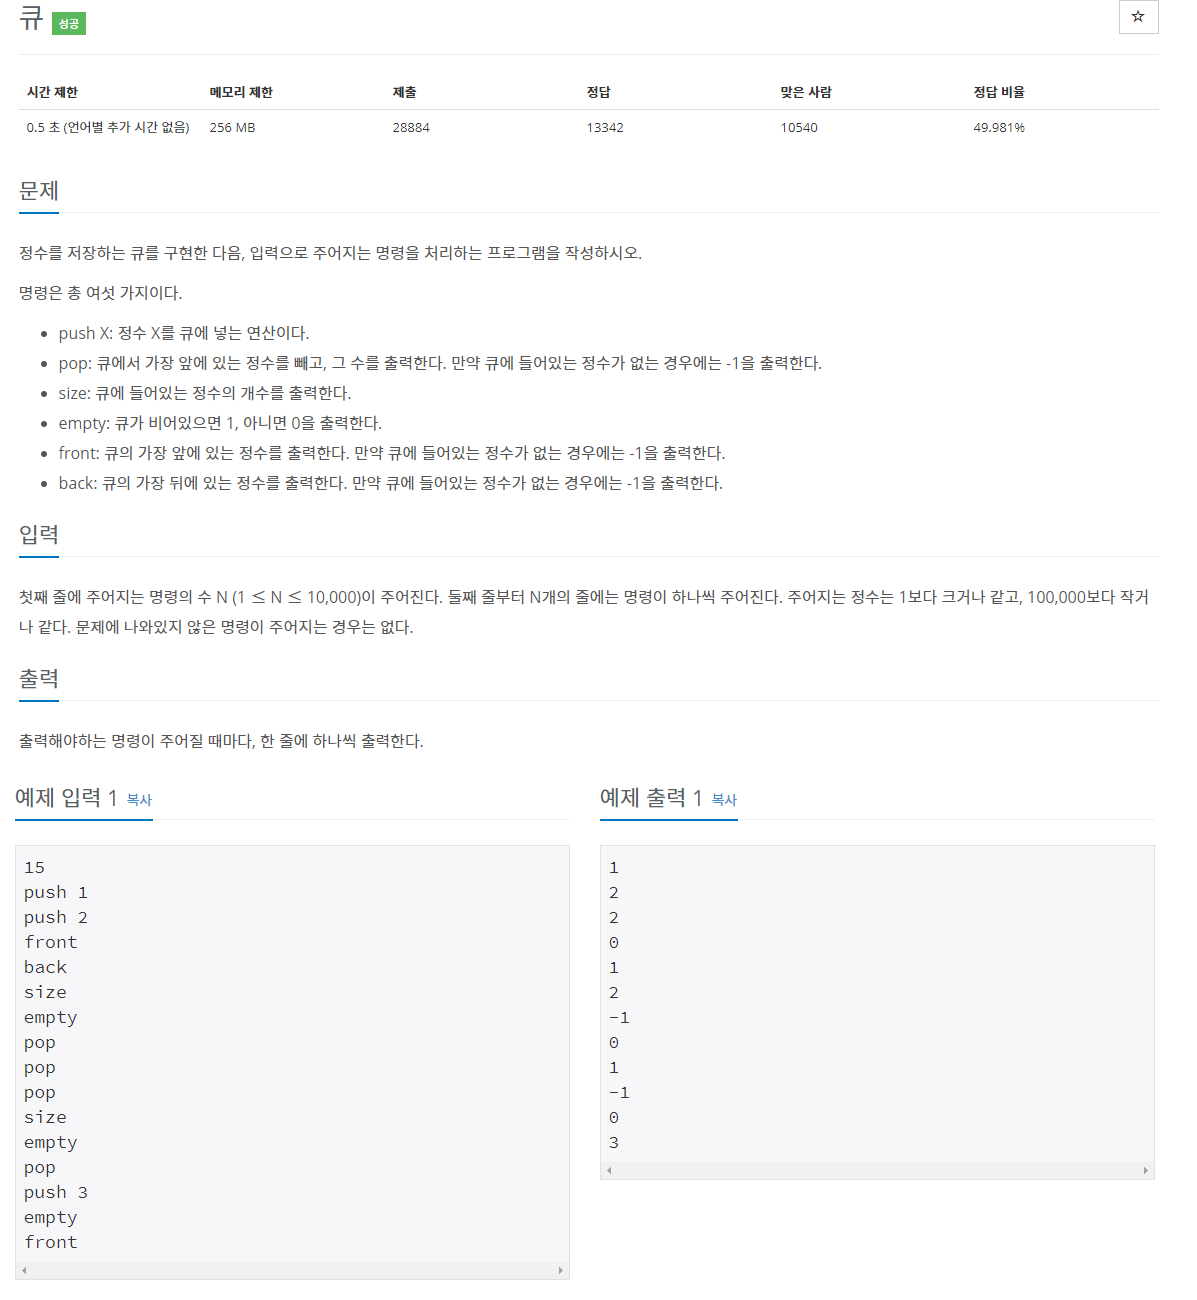 큐 성공
☆
시간 제한 메모리 제한 제출 정답 맞은 사람 정답 비율
0.5 초 (언어별 추가 시간 없음) 256 MB 28884 13342 10540 49.981%
문제
정수를 저장하는 큐를 구현한 다음, 입력으로 주어지는 명령을 처리하는 프로그램을 작성하시오.
명령은 총 여섯 가지이다.
• push X: 정수 X를 큐에 넣는 연산이다.
• pop: 큐에서 가장 앞에 있는 정수를 빼고, 그 수를 출력한다. 만약 큐에 들어있는 정수가 없는 경우에는 -1을 출력한다.
• size: 큐에 들어있는 정수의 개수를 출력한다.
• empty: 큐가 비어있으면 1, 아니면 0을 출력한다.
• front: 큐의 가장 앞에 있는 정수를 출력한다. 만약 큐에 들어있는 정수가 없는 경우에는 -1을 출력한다.
• back: 큐의 가장 뒤에 있는 정수를 출력한다. 만약 큐에 들어있는 정수가 없는 경우에는 -1을 출력한다.
입력
첫째 줄에 주어지는 명령의 수 N (1 ≤ N ≤ 10,000)이 주어진다. 둘째 줄부터 N개의 줄에는 명령이 하나씩 주어진다. 주어지는 정수는 1보다 크거나 같고, 100,000보다 작거
나 같다. 문제에 나와있지 않은 명령이 주어지는 경우는 없다.
출력
출력해야하는 명령이 주어질 때마다, 한 줄에 하나씩 출력한다.
예제 입력 1 복사
15
push 1
push 2
front
back
size
empty
pop
pop
pop
size
empty
pop
push 3
empty
front
예제 출력 1 복사
1
2
2
0
1
2
-1
0
1
-1
0
3